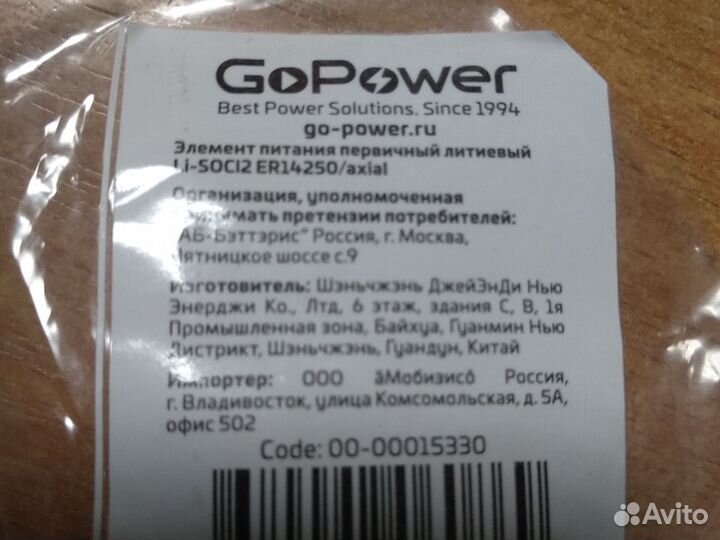 GoPower
Best Power Solutions. Since 1994
go-power.ru
Элемент питания первичный литиевый
Li-SOCl2 ER14250/axial
Организация, уполномоченная
принимать претензии потребителей:
"АБ-Бэттэрис" Россия, г. Москва,
Пятницкое шоссе с.9
Изготовитель: Шэньчжэнь ДжейЭнДи Нью
Энерджи Ко., Лтд, 6 этаж, здания С, В, 1я
Промышленная зона, Байхуа, Гуанмин Нью
Дистрикт, Шэньчжэнь, Гуандун, Китай
Импортер: ООО âМобизисô Россия,
г. Владивосток, улица Комсомольская, д. 5А,
офис 502
Code: 00-00015330
Avito